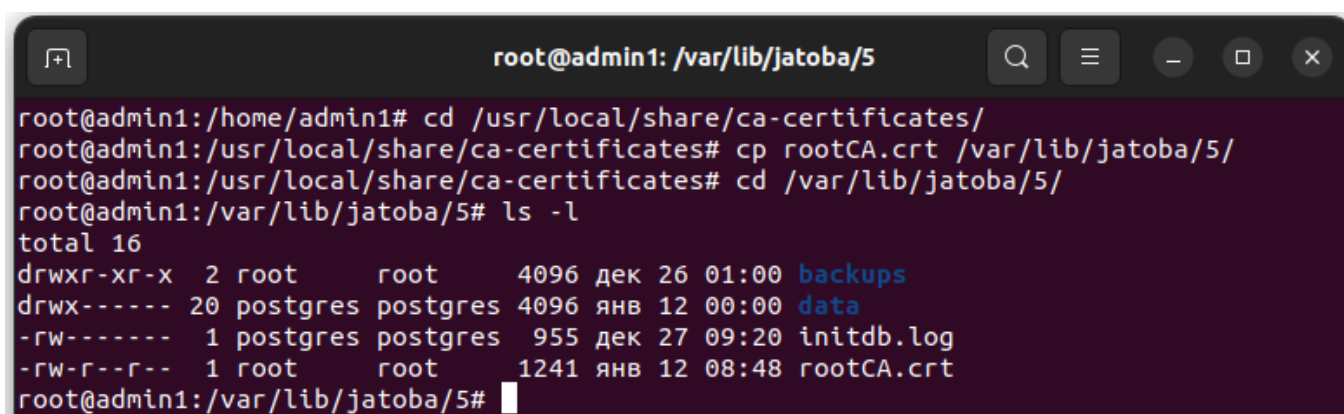 root@admin1: /var/lib/jatoba/5
root@admin1:/home/admin1# cd /usr/local/share/ca-certificates/
root@admin1:/usr/local/share/ca-certificates# cp rootCA.crt /var/lib/jatoba/5/
root@admin1:/usr/local/share/ca-certificates# cd /var/lib/jatoba/5/
root@admin1:/var/lib/jatoba/5# ls -l
total 16
drwxr-xr-x  2 root     root     4096 дек 26 01:00 backups
drwx------ 20 postgres postgres 4096 янв 12 00:00 data
-rw-------  1 postgres postgres  955 дек 27 09:20 initdb.log
-rw-r--r--  1 root     root     1241 янв 12 08:48 rootCA.crt
root@admin1:/var/lib/jatoba/5#